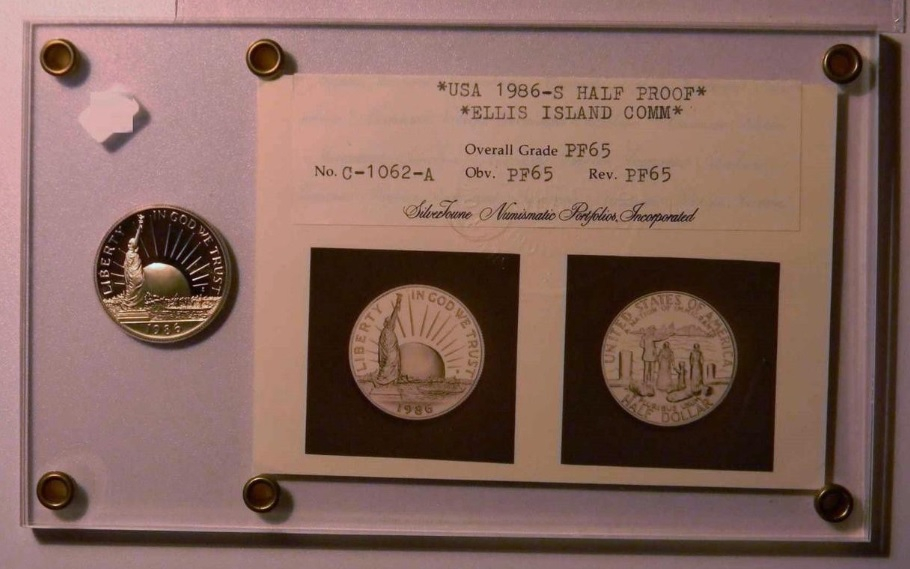 *USA 1986-S HALF PROOF*
*ELLIS ISLAND COMM*
Overall Grade PF65
No. C-1062-A Obv. PF65 Rev. PF65
SilverTowne Numismatic Portfolios, Incorporated
LIBERTY IN GOD WE TRUST
1986
LIBERTY IN GOD WE TRUST
1986
UNITED STATES OF AMERICA
HALF DOLLAR